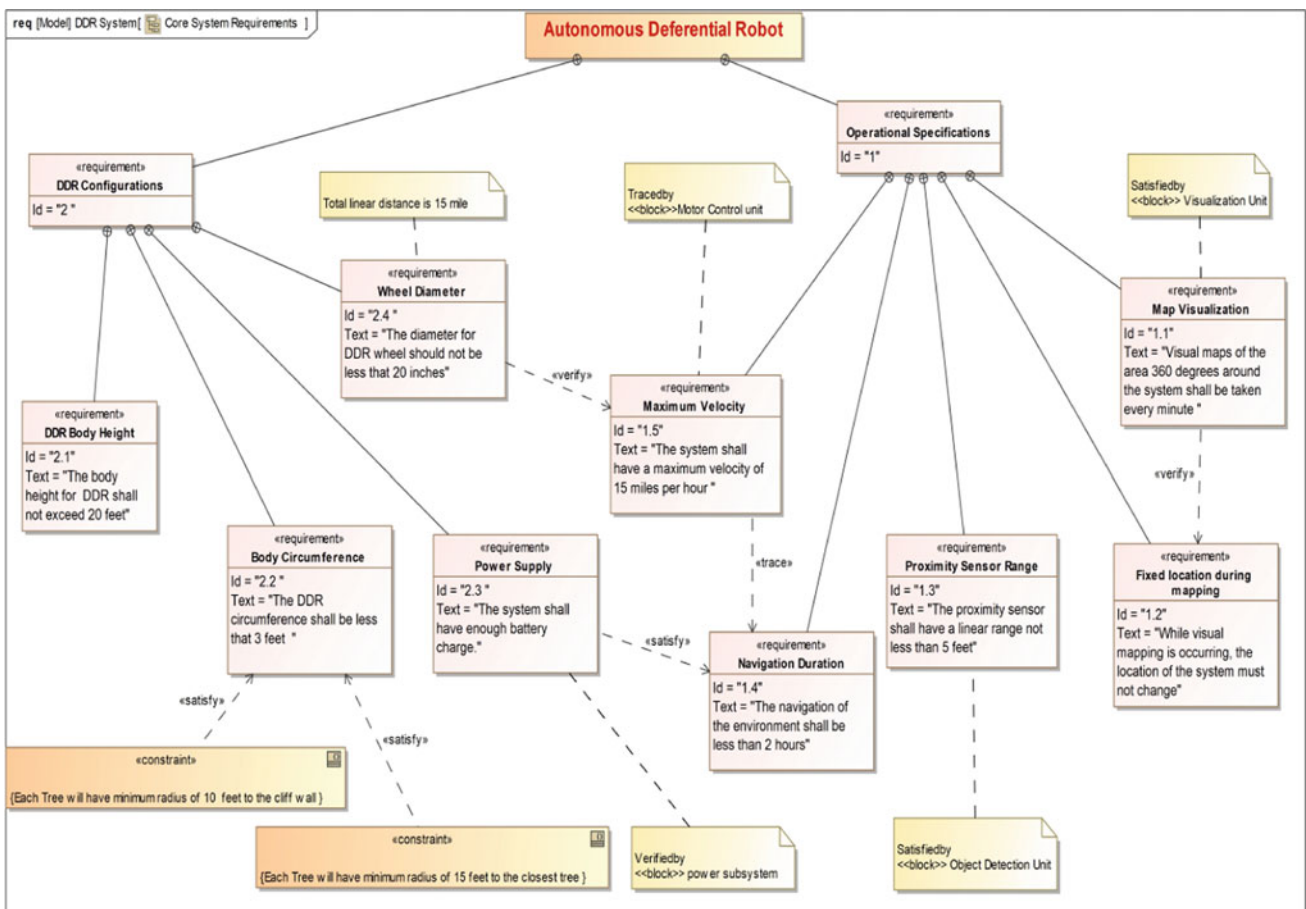 req [Model] DDR System[ Core System Requirements ]
Autonomous Deferential Robot
«requirement»
Operational Specifications
Id = "1"
«requirement»
DDR Configurations
Id = "2 "
Total linear distance is 15 mile
Tracedby
<<block>>Motor Control unit
Satisfiedby
<<block>> Visualization Unit
«requirement»
Wheel Diameter
Id = "2.4 "
Text = "The diameter for
DDR wheel should not be
less that 20 inches"
«verify»
«requirement»
Map Visualization
Id = "1.1"
Text = "Visual maps of the
area 360 degrees around
the system shall be taken
every minute "
«verify»
«requirement»
Maximum Velocity
Id = "1.5"
Text = "The system shall
have a maximum velocity of
15 miles per hour "
«trace»
«requirement»
DDR Body Height
Id = "2.1"
Text = "The body
height for DDR shall
not exceed 20 feet"
«requirement»
Body Circumference
Id = "2.2 "
Text = "The DDR
circumference shall be less
that 3 feet "
«requirement»
Power Supply
Id = "2.3 "
Text = "The system shall
have enough battery
charge."
«satisfy»
«requirement»
Proximity Sensor Range
Id = "1.3"
Text = "The proximity sensor
shall have a linear range not
less than 5 feet"
«requirement»
Fixed location during
mapping
Id = "1.2"
Text = "While visual
mapping is occurring, the
location of the system must
not change"
«requirement»
Navigation Duration
Id = "1.4"
Text = "The navigation of
the environment shall be
less than 2 hours"
«satisfy»
«satisfy»
«constraint»
{Each Tree will have minimum radius of 10 feet to the cliff wall }
«constraint»
{Each Tree will have minimum radius of 15 feet to the closest tree }
Verifiedby
<<block>> power subsystem
Satisfiedby
<<block>> Object Detection Unit